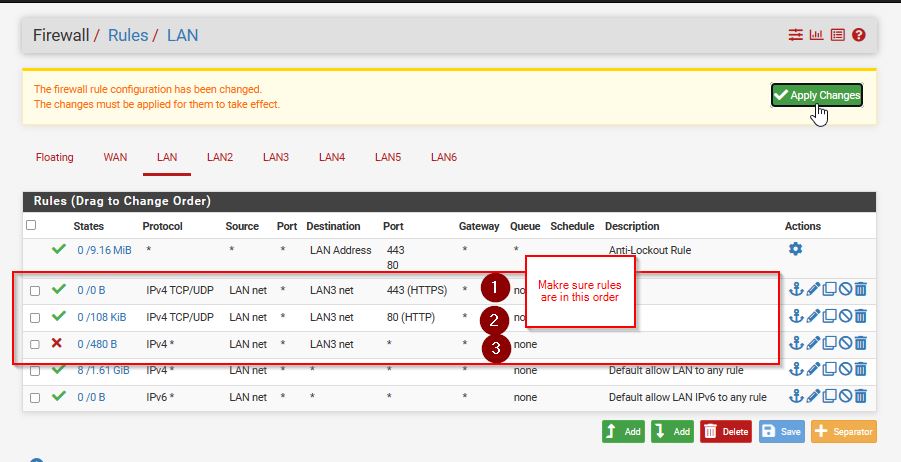 Firewall / Rules / LAN
The firewall rule configuration has been changed.
The changes must be applied for them to take effect.
Apply Changes
Floating WAN LAN LAN2 LAN3 LAN4 LAN5 LAN6
Rules (Drag to Change Order)
States Protocol Source Port Destination Port Gateway Queue Schedule Description Actions
0 /9.16 MiB * * * LAN Address 443 * * Anti-Lockout Rule
80
0 /0 B IPv4 TCP/UDP LAN net * LAN3 net 443 (HTTPS) * 1
0 /108 KiB IPv4 TCP/UDP LAN net * LAN3 net 80 (HTTP) * 2
0 /480 B IPv4 * LAN net * LAN3 net * * 3 none
Makre sure rules
are in this order
8 /1.61 GiB IPv4 * LAN net * * * * none Default allow LAN to any rule
0 /0 B IPv6 * LAN net * * * * none Default allow LAN IPv6 to any rule
Add Add Delete Save Separator